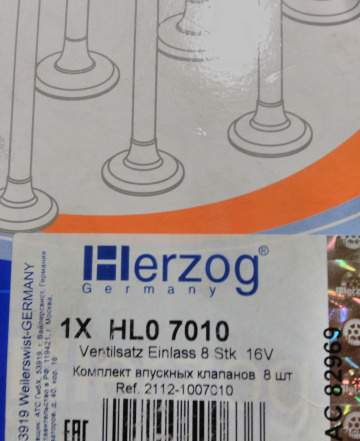 Herzog®
Germany
1X HL0 7010
Ventilsatz Einlass 8 Stk 16V
Комплект впускных клапанов 8 шт
Ref. 2112-1007010
EAC
53919 Weilerswist-GERMANY
AC 82969